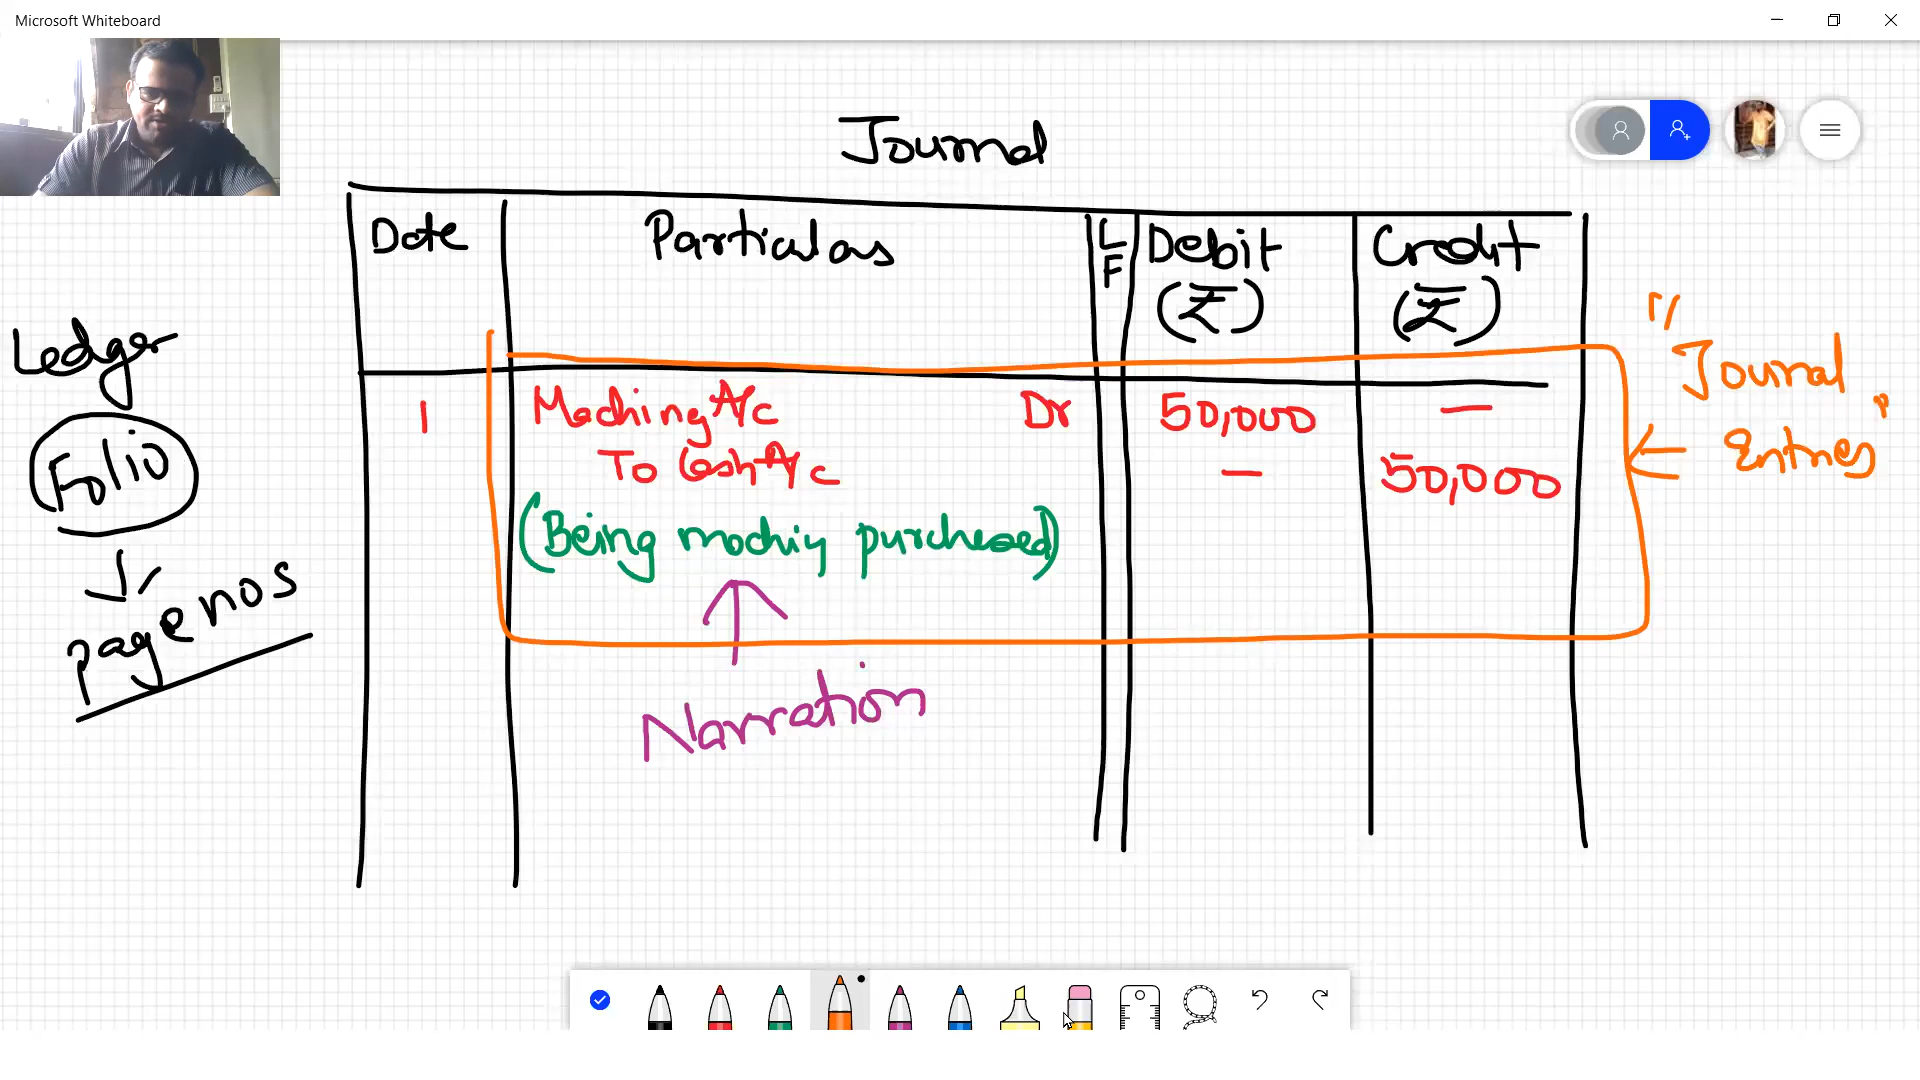 Microsoft Whiteboard
Journal
Date Particulars LF Debit (₹) Credit (₹)
1 Machinery A/c Dr 50,000 —
To Cash A/c — 50,000
(Being machinery purchased)
Narration
Ledger
Folio
page nos
Journal
Entries